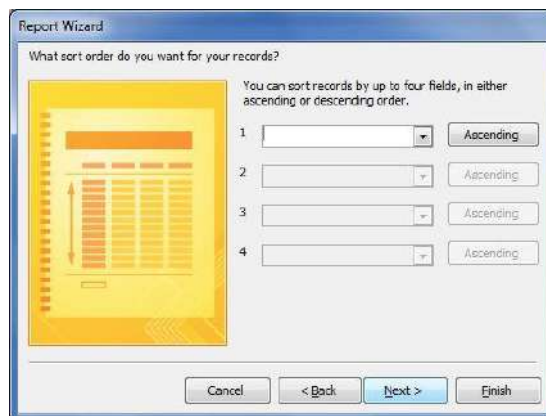 Report Wizard
What sort order do you want for your records?
You can sort records by up to four fields, in either
ascending or descending order.
1 Ascending
2 Ascending
3 Ascending
4 Ascending
Cancel < Back Next > Finish